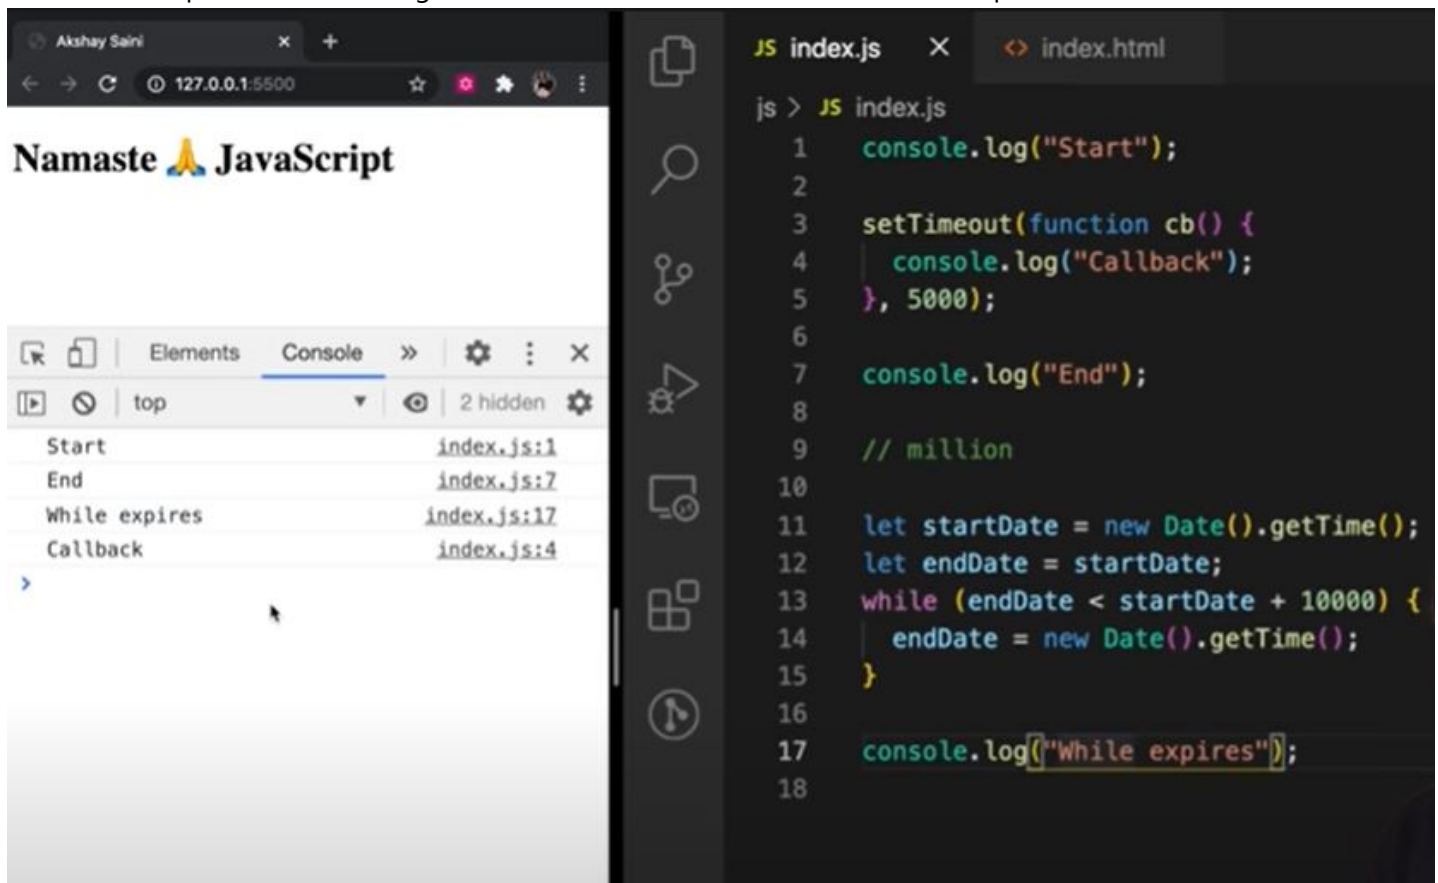 Akshay Saini
127.0.0.1:5500
Namaste 🙏 JavaScript
Elements Console »
top 2 hidden
Start index.js:1
End index.js:7
While expires index.js:17
Callback index.js:4
JS index.js <> index.html
js > JS index.js
1 console.log("Start");
2
3 setTimeout(function cb() {
4 console.log("Callback");
5 }, 5000);
6
7 console.log("End");
8
9 // million
10
11 let startDate = new Date().getTime();
12 let endDate = startDate;
13 while (endDate < startDate + 10000) {
14 endDate = new Date().getTime();
15 }
16
17 console.log("While expires");
18